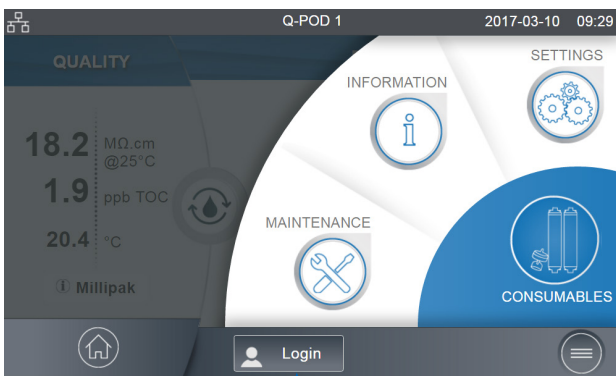 Q-POD 1
2017-03-10 09:29
QUALITY
SETTINGS
INFORMATION
18.2 MΩ.cm
@25°C
1.9 ppb TOC
20.4 °C
MAINTENANCE
Millipak
CONSUMABLES
Login